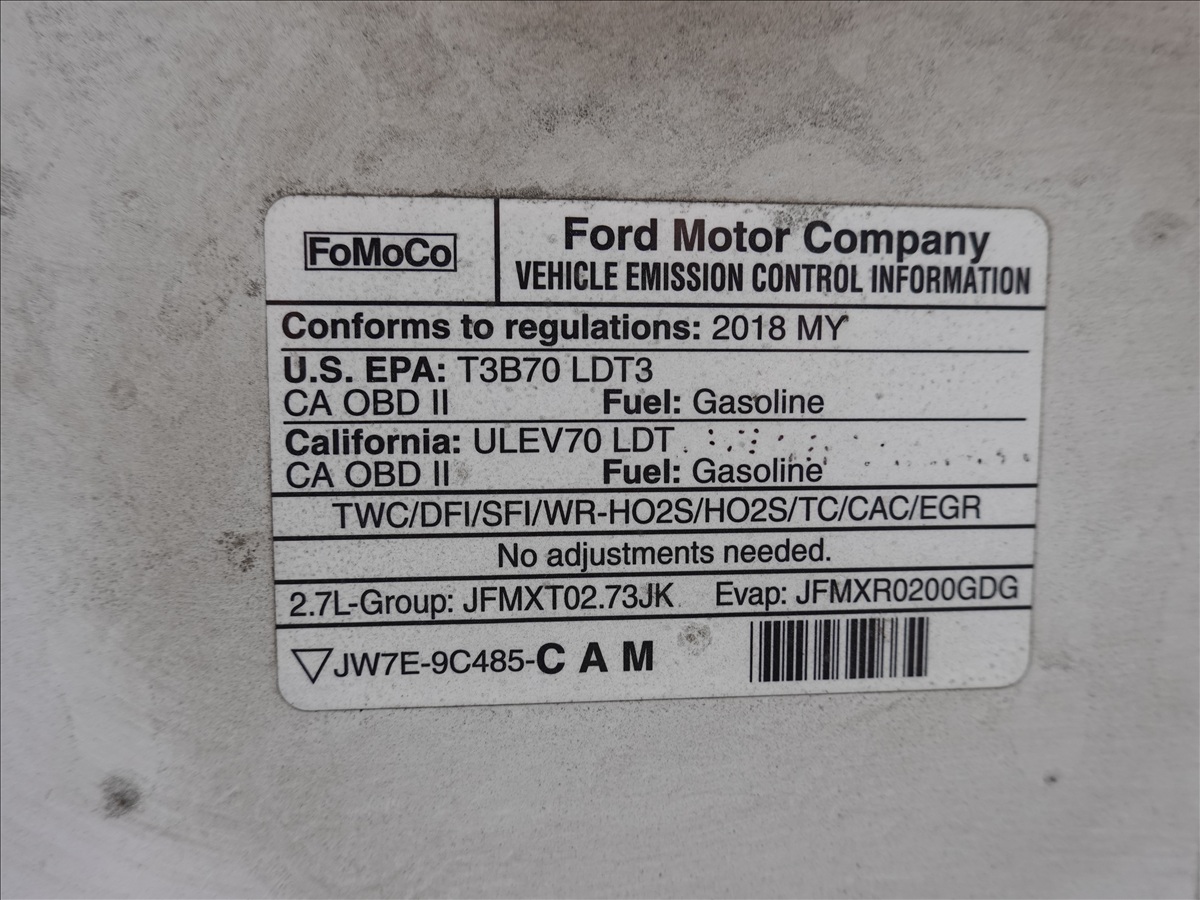 FoMoCo
Ford Motor Company
VEHICLE EMISSION CONTROL INFORMATION
Conforms to regulations: 2018 MY
U.S. EPA: T3B70 LDT3
CA OBD II Fuel: Gasoline
California: ULEV70 LDT
CA OBD II Fuel: Gasoline
TWC/DFI/SFI/WR-HO2S/HO2S/TC/CAC/EGR
No adjustments needed.
2.7L-Group: JFMXT02.73JK Evap: JFMXR0200GDG
JW7E-9C485-C A M